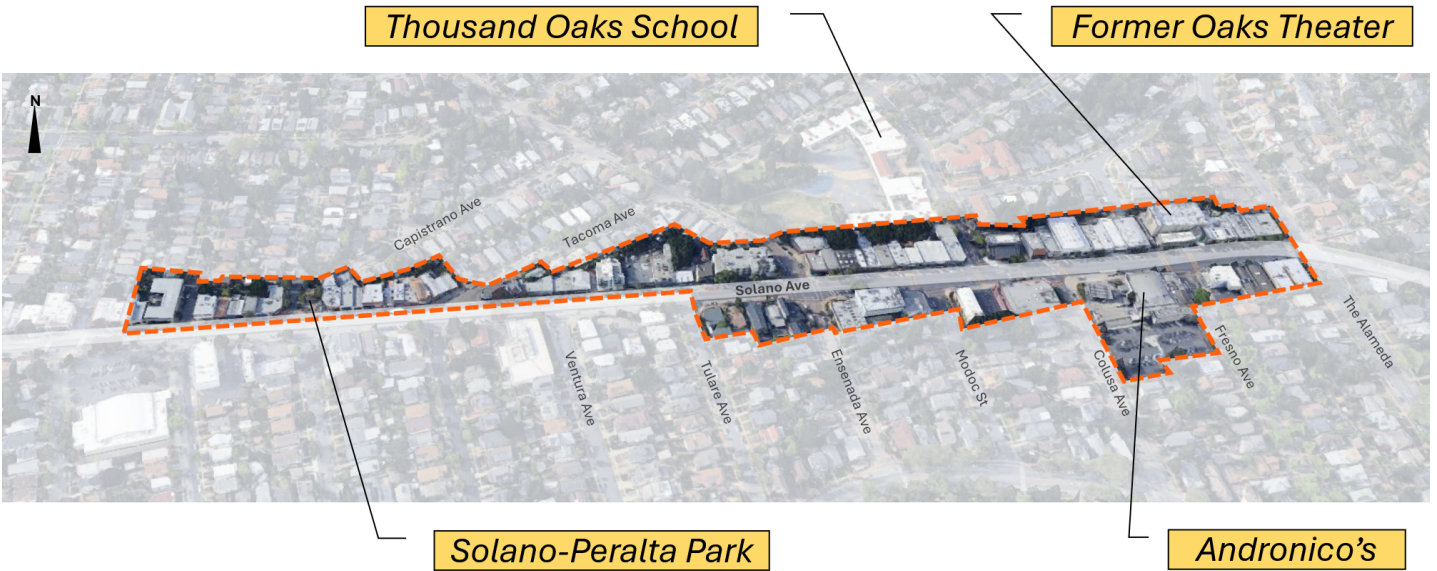 Thousand Oaks School
Former Oaks Theater
N
Capistrano Ave
Tacoma Ave
Solano Ave
Ventura Ave
Tulare Ave
Ensenada Ave
Modoc St
Colusa Ave
Fresno Ave
The Alameda
Solano-Peralta Park
Andronico's